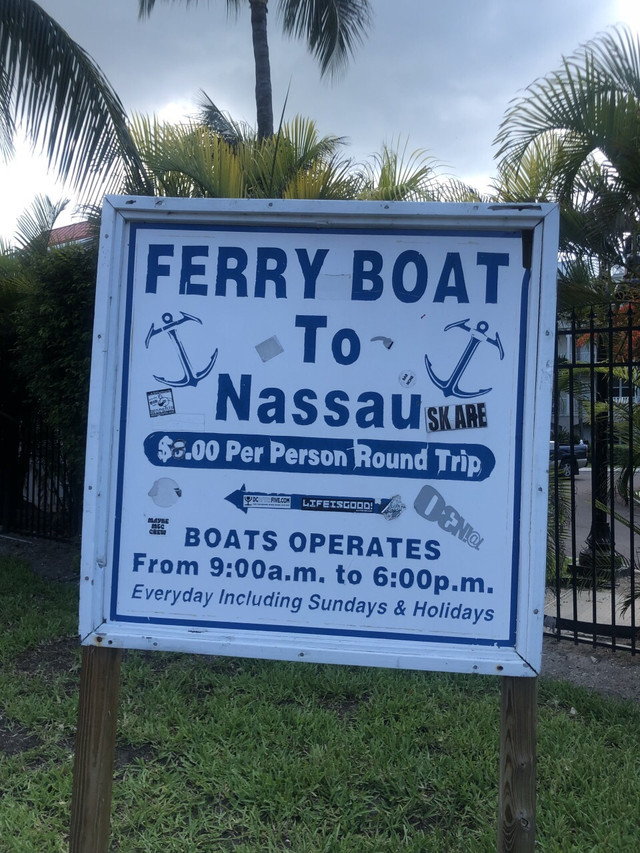 FERRY BOAT
To
Nassau
SK ARE
.00 Per Person Round Trip
LIFEISGOOD!
BOATS OPERATES
From 9:00a.m. to 6:00p.m.
Everyday Including Sundays & Holidays